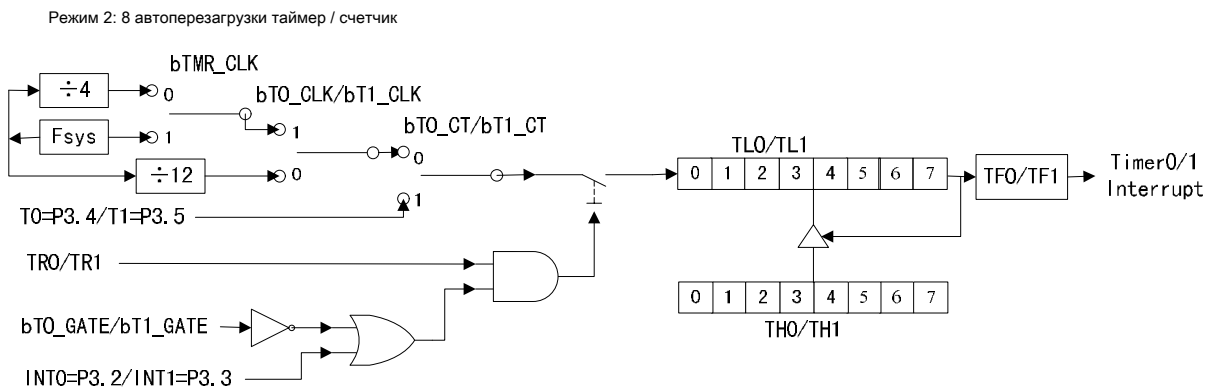 Режим 2: 8 автоперезагрузки таймер / счетчик
bTMR_CLK
÷4
0
bT0_CLK/bT1_CLK
Fsys
1
1
bT0_CT/bT1_CT
0
÷12
0
TL0/TL1
0 1 2 3 4 5 6 7
TF0/TF1
Timer0/1
Interrupt
1
T0=P3.4/T1=P3.5
TR0/TR1
0 1 2 3 4 5 6 7
TH0/TH1
bT0_GATE/bT1_GATE
INT0=P3.2/INT1=P3.3